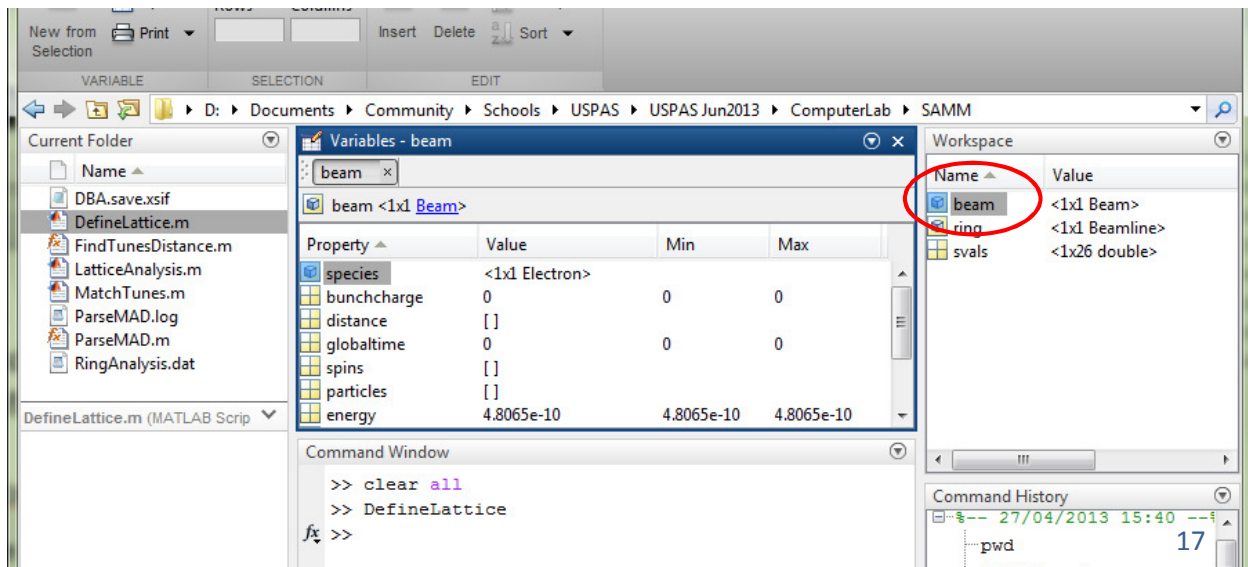 New from Selection
Print
Insert Delete Sort
VARIABLE SELECTION EDIT
D: Documents Community Schools USPAS USPAS Jun2013 ComputerLab SAMM
Current Folder
Name
DBA.save.xsif
DefineLattice.m
FindTunesDistance.m
LatticeAnalysis.m
MatchTunes.m
ParseMAD.log
ParseMAD.m
RingAnalysis.dat
DefineLattice.m (MATLAB Scrip
Variables - beam
beam
beam <1x1 Beam>
Property Value Min Max
species <1x1 Electron>
bunchcharge 0 0 0
distance []
globaltime 0 0 0
spins []
particles []
energy 4.8065e-10 4.8065e-10 4.8065e-10
Command Window
>> clear all
>> DefineLattice
fx >>
Workspace
Name Value
beam <1x1 Beam>
ring <1x1 Beamline>
svals <1x26 double>
Command History
%-- 27/04/2013 15:40 --%
pwd
17